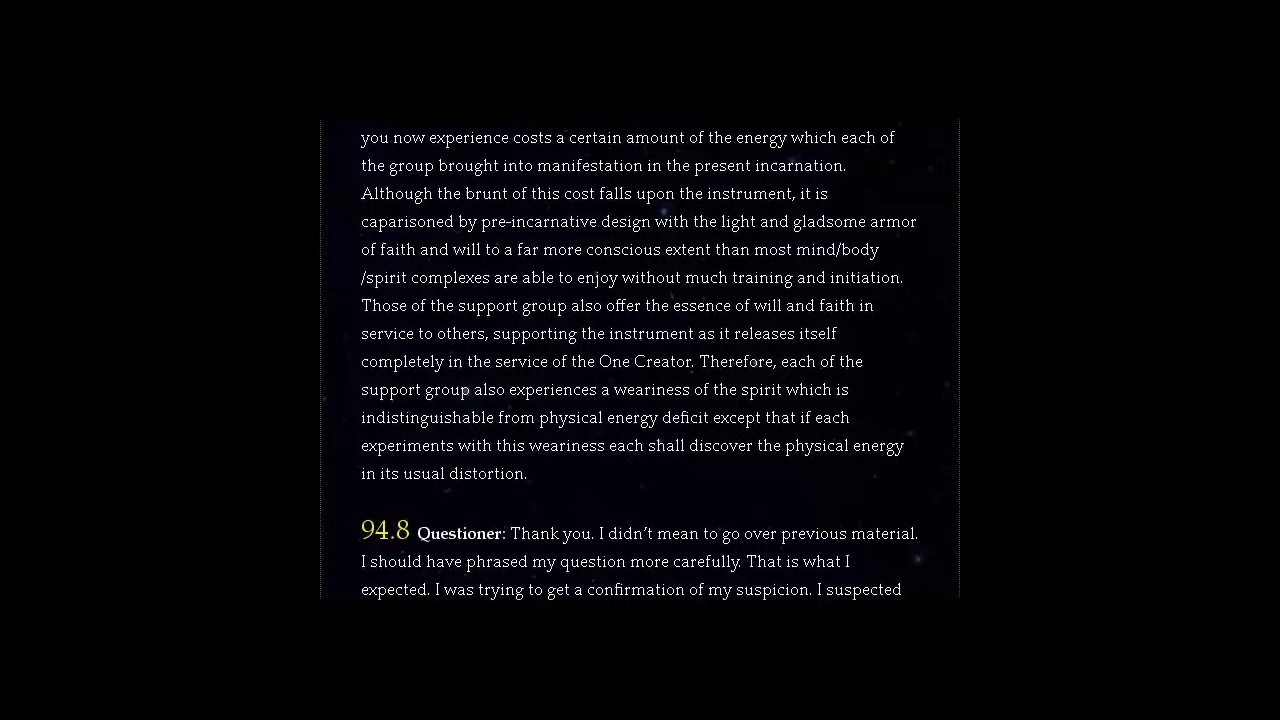 you now experience costs a certain amount of the energy which each of
the group brought into manifestation in the present incarnation.
Although the brunt of this cost falls upon the instrument, it is
caparisoned by pre-incarnative design with the light and gladsome armor
of faith and will to a far more conscious extent than most mind/body
/spirit complexes are able to enjoy without much training and initiation.
Those of the support group also offer the essence of will and faith in
service to others, supporting the instrument as it releases itself
completely in the service of the One Creator. Therefore, each of the
support group also experiences a weariness of the spirit which is
indistinguishable from physical energy deficit except that if each
experiments with this weariness each shall discover the physical energy
in its usual distortion.
94.8 Questioner: Thank you. I didn’t mean to go over previous material.
I should have phrased my question more carefully. That is what I
expected. I was trying to get a confirmation of my suspicion. I suspected